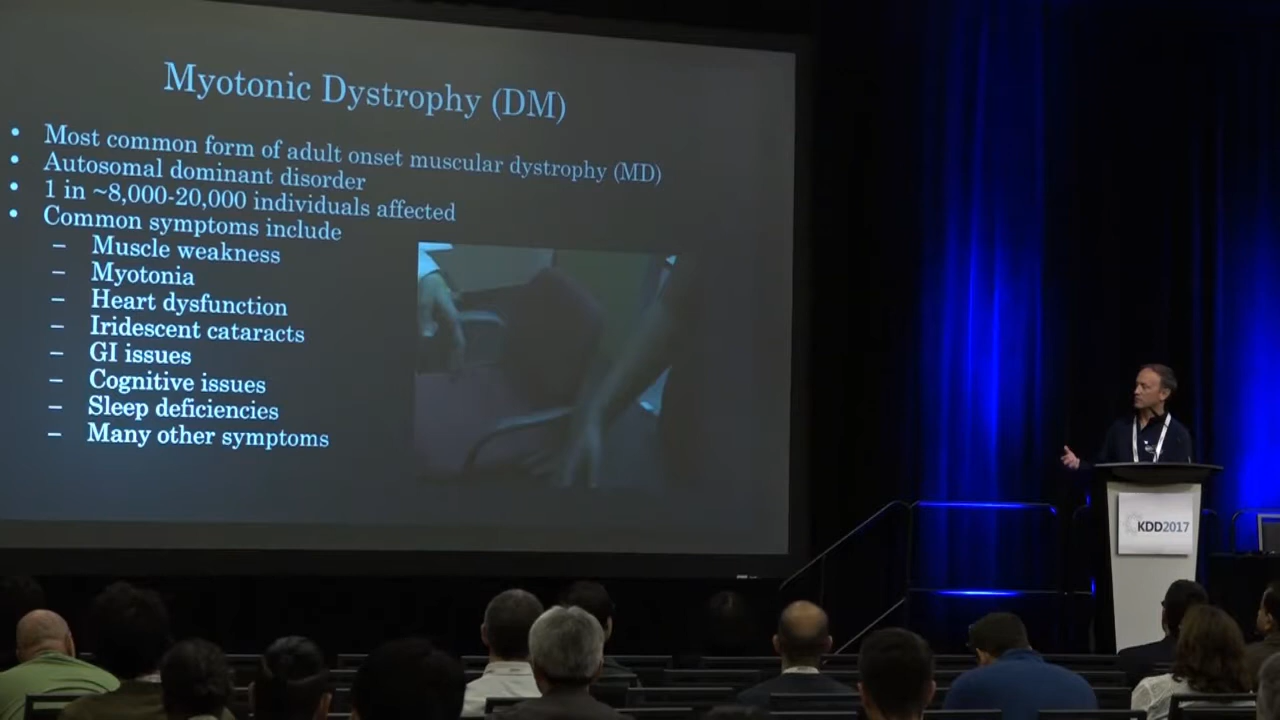 Myotonic Dystrophy (DM)
• Most common form of adult onset muscular dystrophy (MD)
• Autosomal dominant disorder
• 1 in ~8,000-20,000 individuals affected
• Common symptoms include
– Muscle weakness
– Myotonia
– Heart dysfunction
– Iridescent cataracts
– GI issues
– Cognitive issues
– Sleep deficiencies
– Many other symptoms
KDD2017